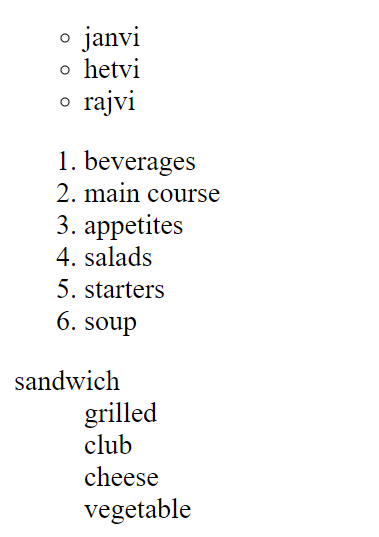 ◦ janvi
◦ hetvi
◦ rajvi
1. beverages
2. main course
3. appetites
4. salads
5. starters
6. soup
sandwich
grilled
club
cheese
vegetable